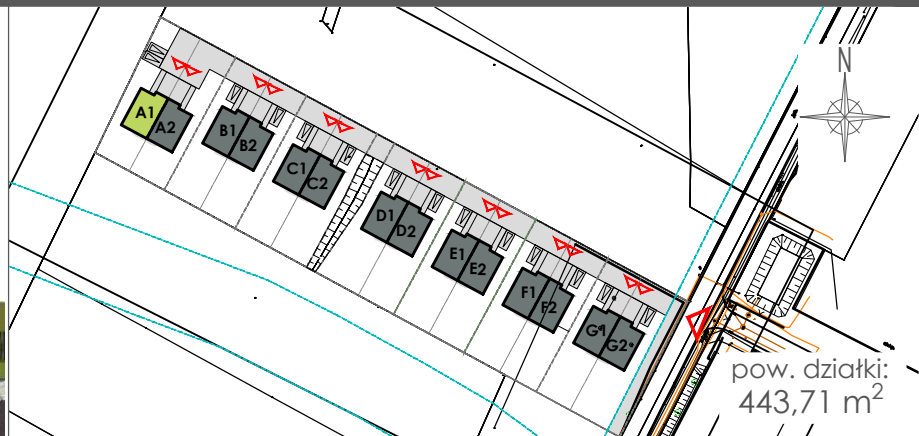 N
A1
A2
B1
B2
C1
C2
D1
D2
E1
E2
F1
F2
G1
G2
pow. działki:
443,71 m²